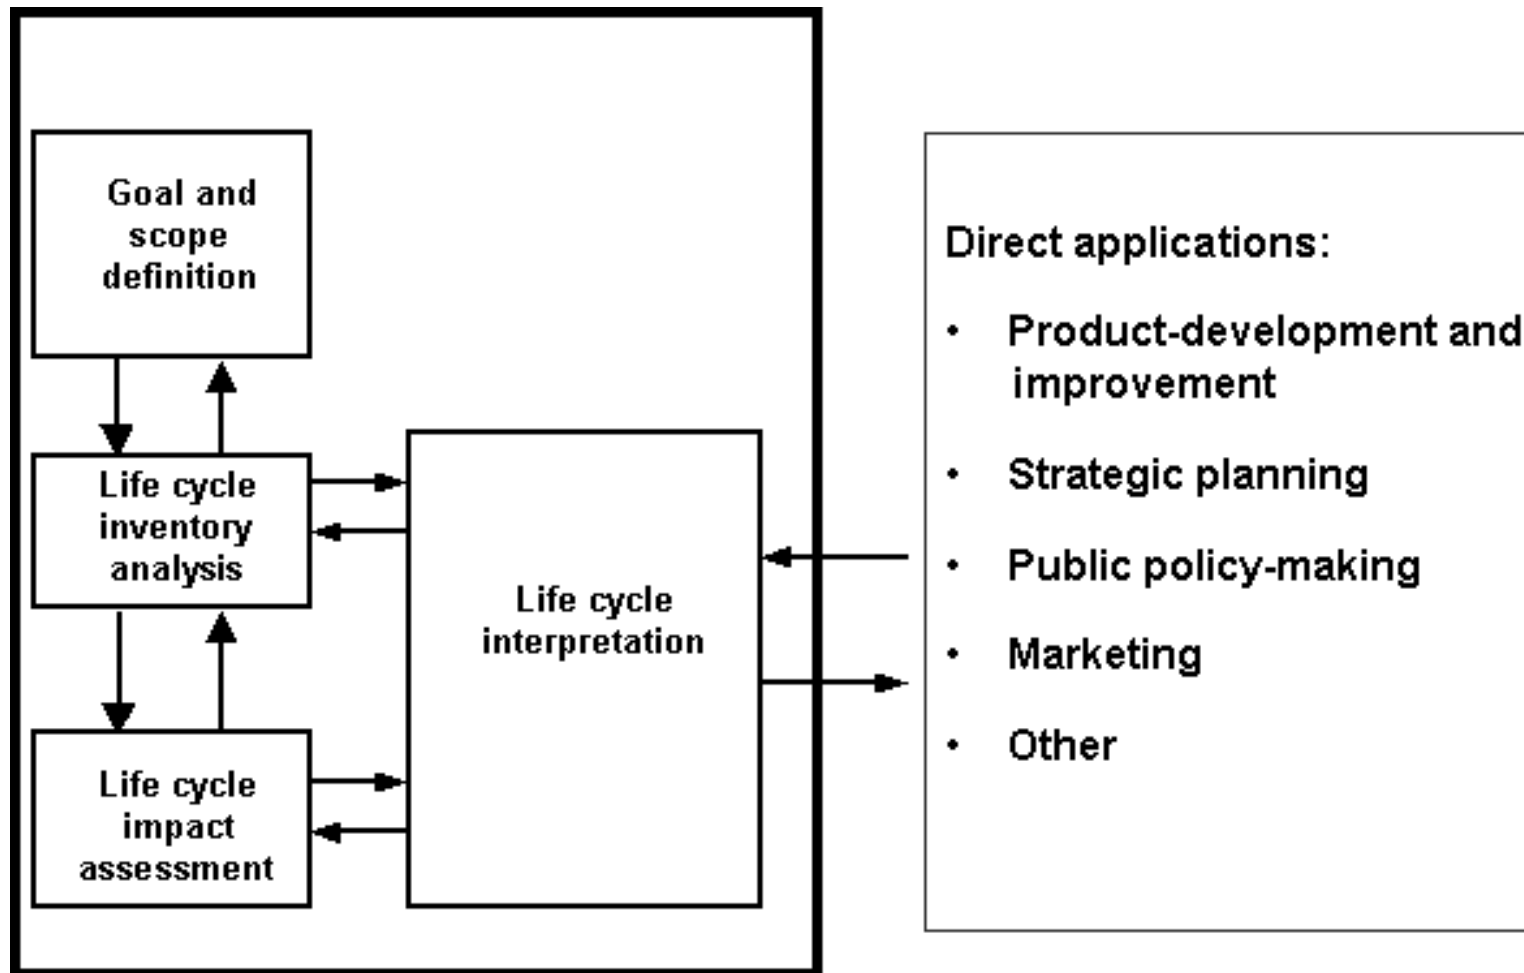 Goal and
scope
definition
Life cycle
inventory
analysis
Life cycle
impact
assessment
Life cycle
interpretation
Direct applications:
• Product-development and
improvement
• Strategic planning
• Public policy-making
• Marketing
• Other